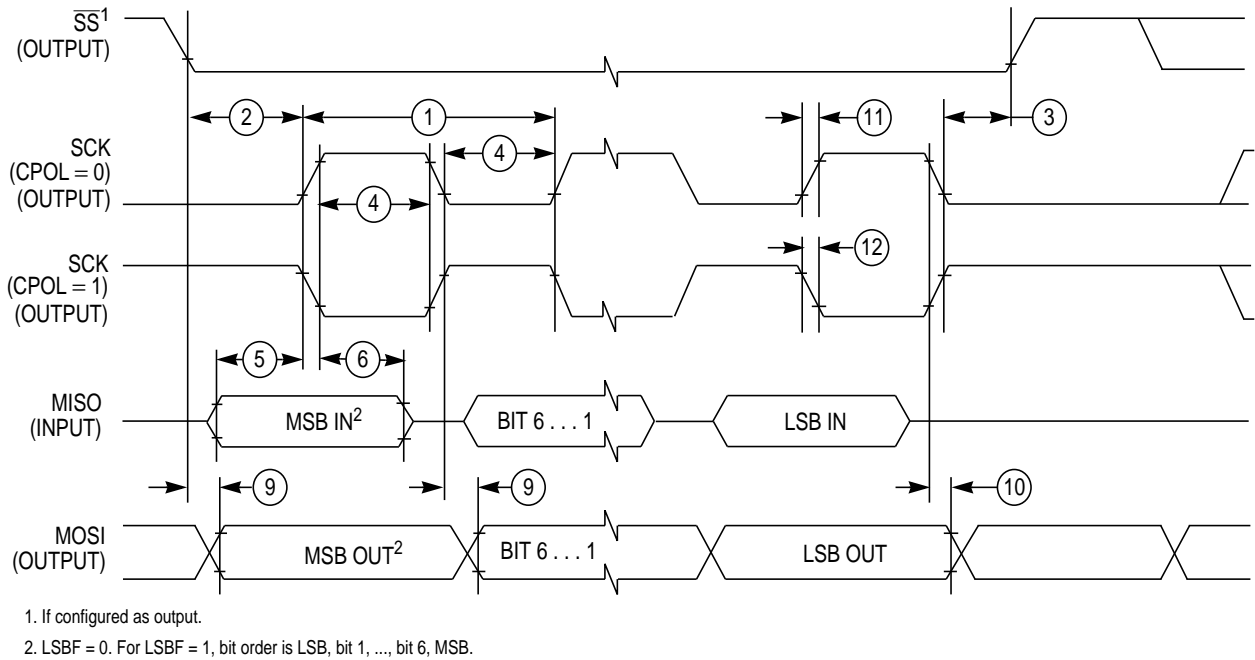 SS¹
(OUTPUT)
2
1
11
3
SCK
(CPOL = 0)
(OUTPUT)
4
4
12
SCK
(CPOL = 1)
(OUTPUT)
5
6
MISO
(INPUT)
MSB IN²
BIT 6 . . . 1
LSB IN
9
9
10
MOSI
(OUTPUT)
MSB OUT²
BIT 6 . . . 1
LSB OUT
1. If configured as output.
2. LSBF = 0. For LSBF = 1, bit order is LSB, bit 1, ..., bit 6, MSB.